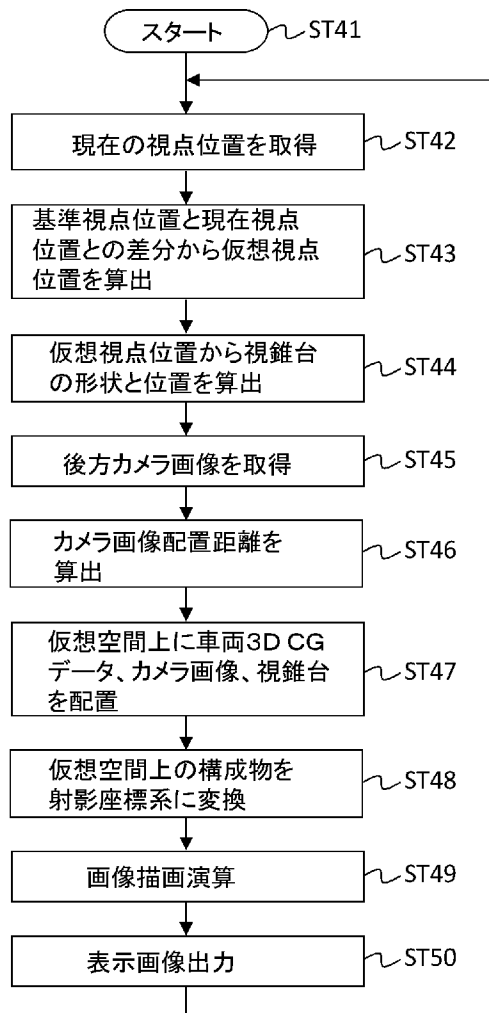 スタート
ST41
現在の視点位置を取得
ST42
基準視点位置と現在視点
位置との差分から仮想視点
位置を算出
ST43
仮想視点位置から視錐台
の形状と位置を算出
ST44
後方カメラ画像を取得
ST45
カメラ画像配置距離を
算出
ST46
仮想空間上に車両3D CG
データ、カメラ画像、視錐台
を配置
ST47
仮想空間上の構成物を
射影座標系に変換
ST48
画像描画演算
ST49
表示画像出力
ST50